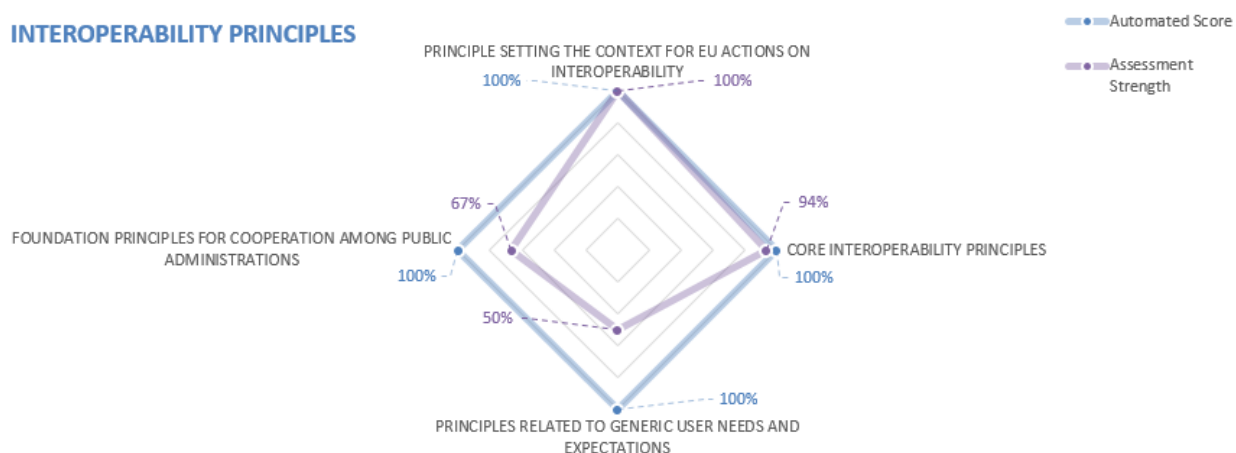 INTEROPERABILITY PRINCIPLES
Automated Score
Assessment
Strength
PRINCIPLE SETTING THE CONTEXT FOR EU ACTIONS ON
INTEROPERABILITY
100%
100%
67%
94%
FOUNDATION PRINCIPLES FOR COOPERATION AMONG PUBLIC
ADMINISTRATIONS
CORE INTEROPERABILITY PRINCIPLES
100%
100%
50%
100%
PRINCIPLES RELATED TO GENERIC USER NEEDS AND
EXPECTATIONS